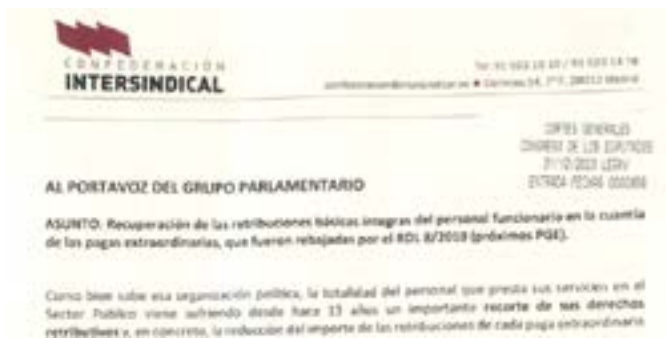 CONFEDERACIÓN
INTERSINDICAL
CORTES GENERALES
CONGRESO DE LOS DIPUTADOS
AL PORTAVOZ DEL GRUPO PARLAMENTARIO
ASUNTO: Recuperación de las retribuciones básicas íntegras del personal funcionario en la cuantía
de las pagas extraordinarias, que fueron rebajadas por el RDL (próximos PGE).
Como bien sabe esa organización política, la totalidad del personal que presta sus servicios en el
Sector Público viene sufriendo desde hace 13 años un importante recorte de sus derechos
retributivos y, en concreto, la reducción del importe de las retribuciones de cada paga extraordinaria